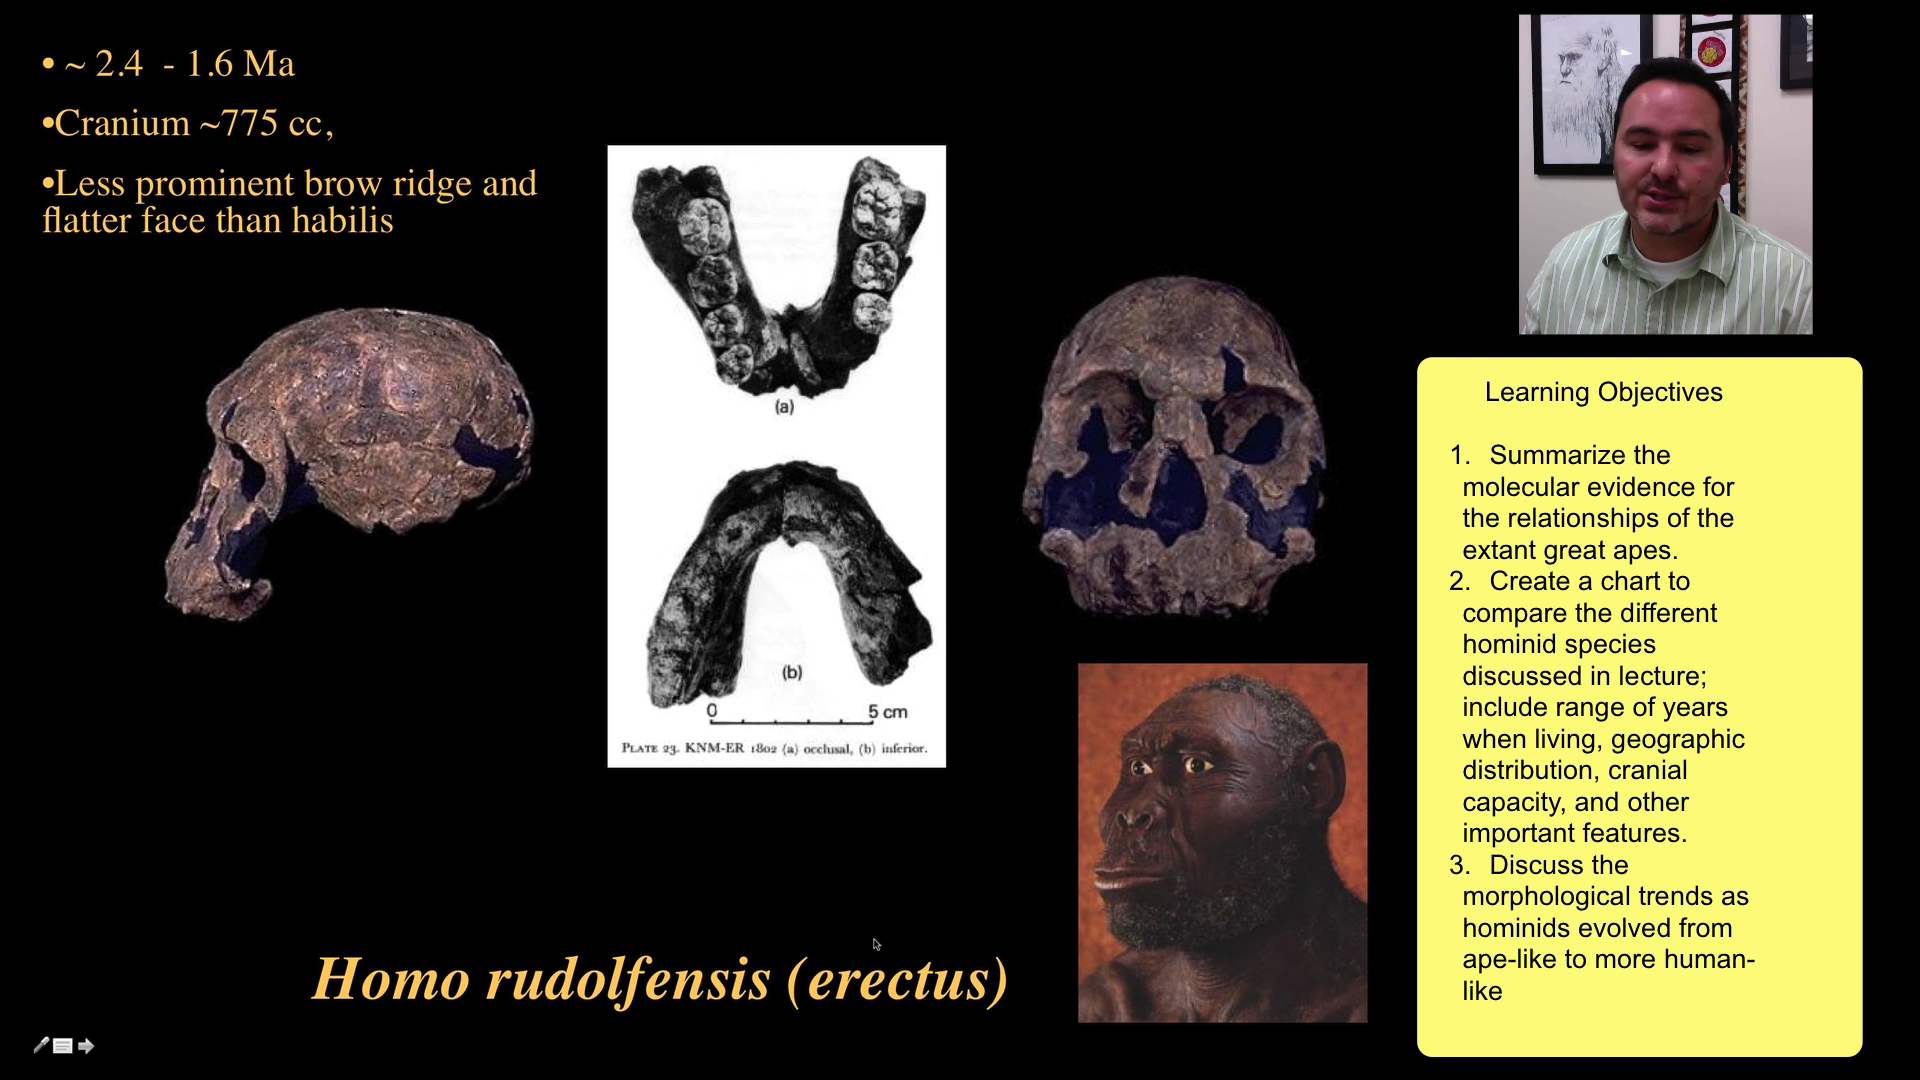 • ~ 2.4  - 1.6 Ma
•Cranium ~775 cc,
•Less prominent brow ridge and
flatter face than habilis
(a)
(b)
0 5 cm
PLATE 23. KNM-ER 1802 (a) occlusal, (b) inferior.
Homo rudolfensis (erectus)
Learning Objectives
1. Summarize the
molecular evidence for
the relationships of the
extant great apes.
2. Create a chart to
compare the different
hominid species
discussed in lecture;
include range of years
when living, geographic
distribution, cranial
capacity, and other
important features.
3. Discuss the
morphological trends as
hominids evolved from
ape-like to more human-
like